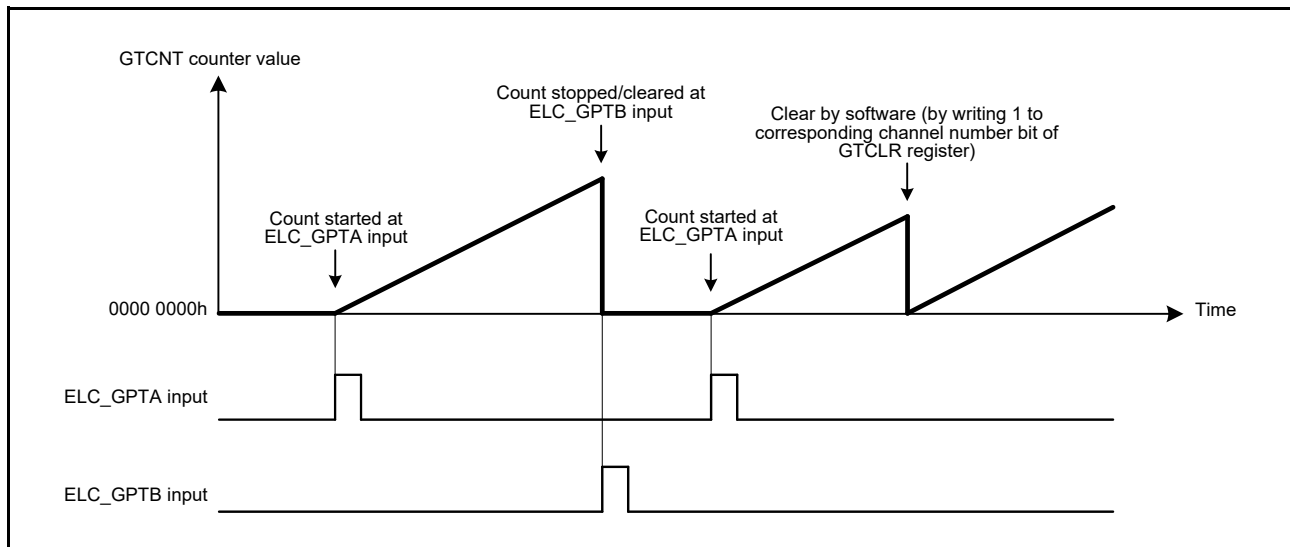 GTCNT counter value
Count stopped/cleared at
ELC_GPTB input
Clear by software (by writing 1 to
corresponding channel number bit of
GTCLR register)
Count started at
ELC_GPTA input
Count started at
ELC_GPTA input
0000 0000h
Time
ELC_GPTA input
ELC_GPTB input